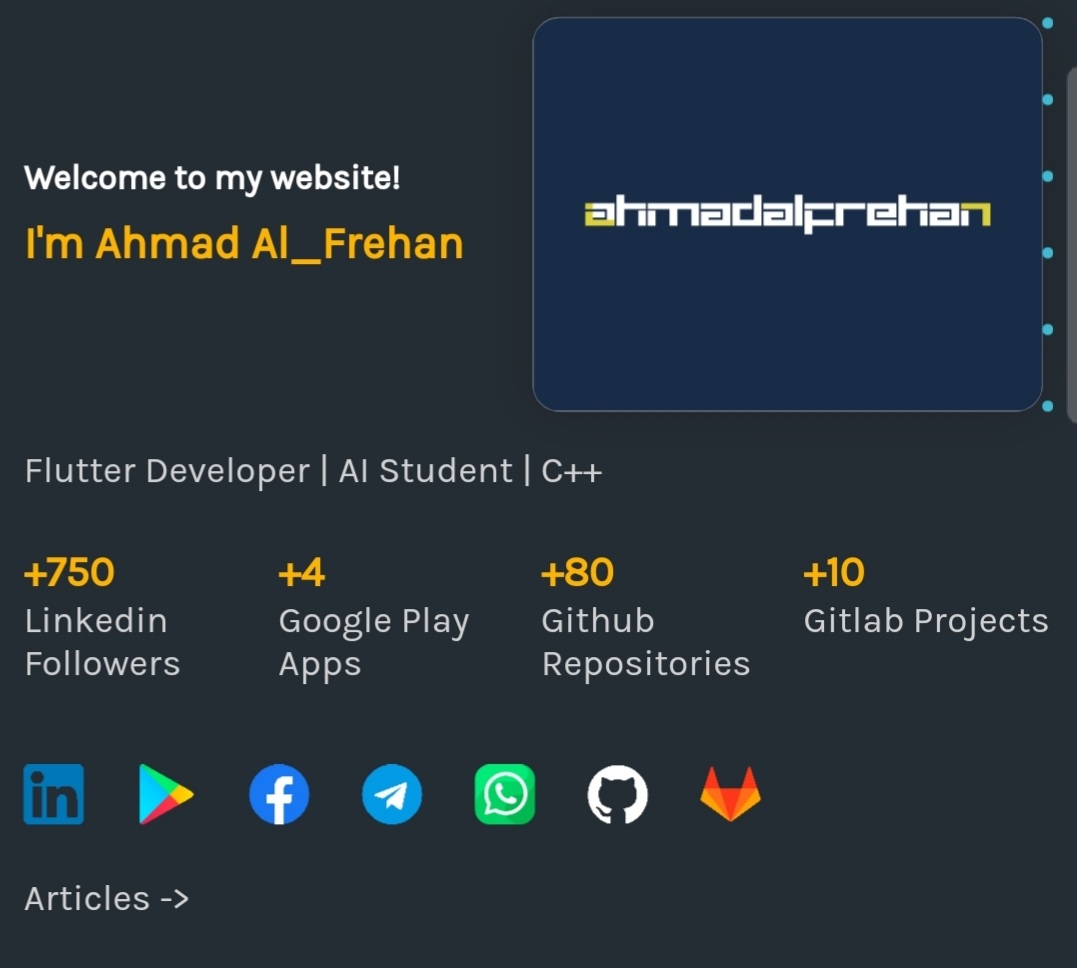 Welcome to my website!
I'm Ahmad Al_Frehan
ahmadalfrehan
Flutter Developer | AI Student | C++
+750
Linkedin
Followers
+4
Google Play
Apps
+80
Github
Repositories
+10
Gitlab Projects
in
f
Articles ->